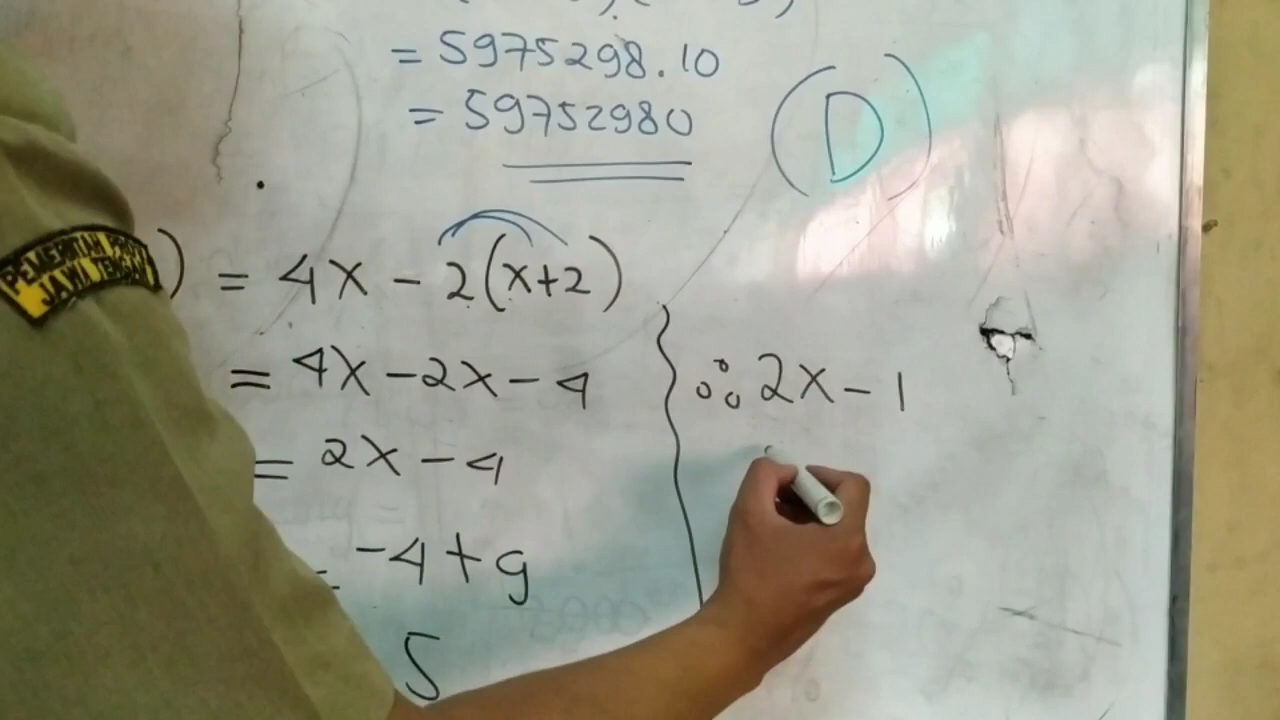 = 5975298.10
= 59752980
(D)
) = 4x - 2(x+2)
= 4x - 2x - 4
= 2x - 4
= -4 + 9
5
∴ 2x - 1
PEMERINTAH PROV
JAWA TENGAH